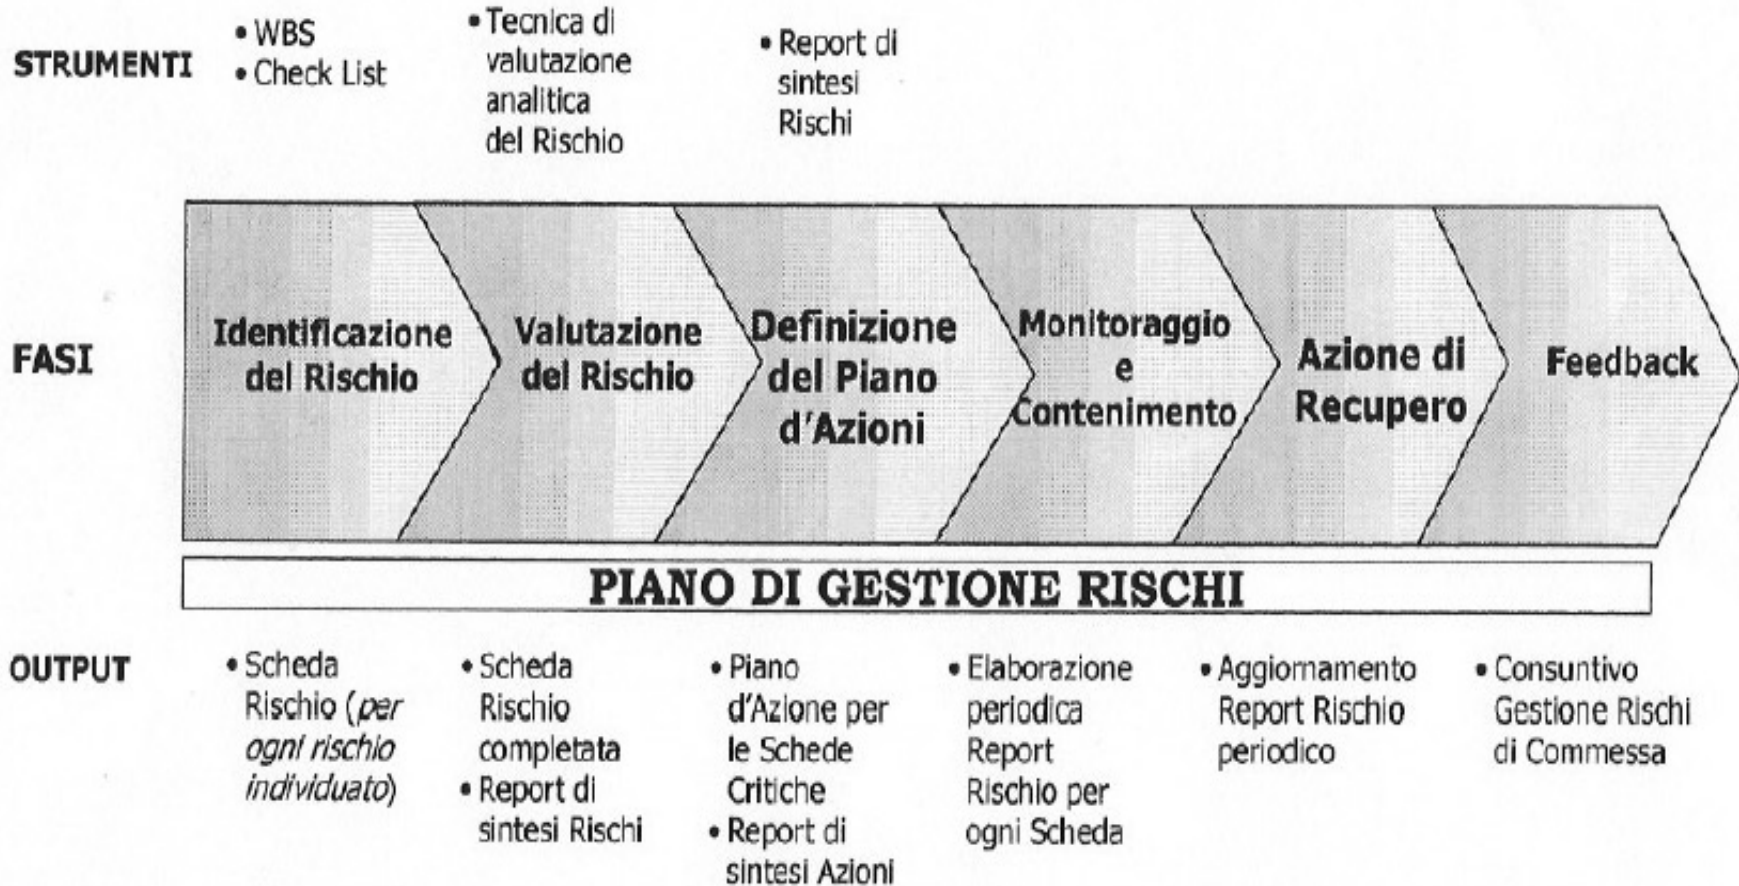 STRUMENTI
• WBS
• Check List
• Tecnica di
valutazione
analitica
del Rischio
• Report di
sintesi
Rischi
FASI
Identificazione
del Rischio
Valutazione
del Rischio
Definizione
del Piano
d'Azioni
Monitoraggio
e
Contenimento
Azione di
Recupero
Feedback
PIANO DI GESTIONE RISCHI
OUTPUT
• Scheda
Rischio (per
ogni rischio
individuato)
• Scheda
Rischio
completata
• Report di
sintesi Rischi
• Piano
d'Azione per
le Schede
Critiche
• Report di
sintesi Azioni
• Elaborazione
periodica
Report
Rischio per
ogni Scheda
• Aggiornamento
Report Rischio
periodico
• Consuntivo
Gestione Rischi
di Commessa